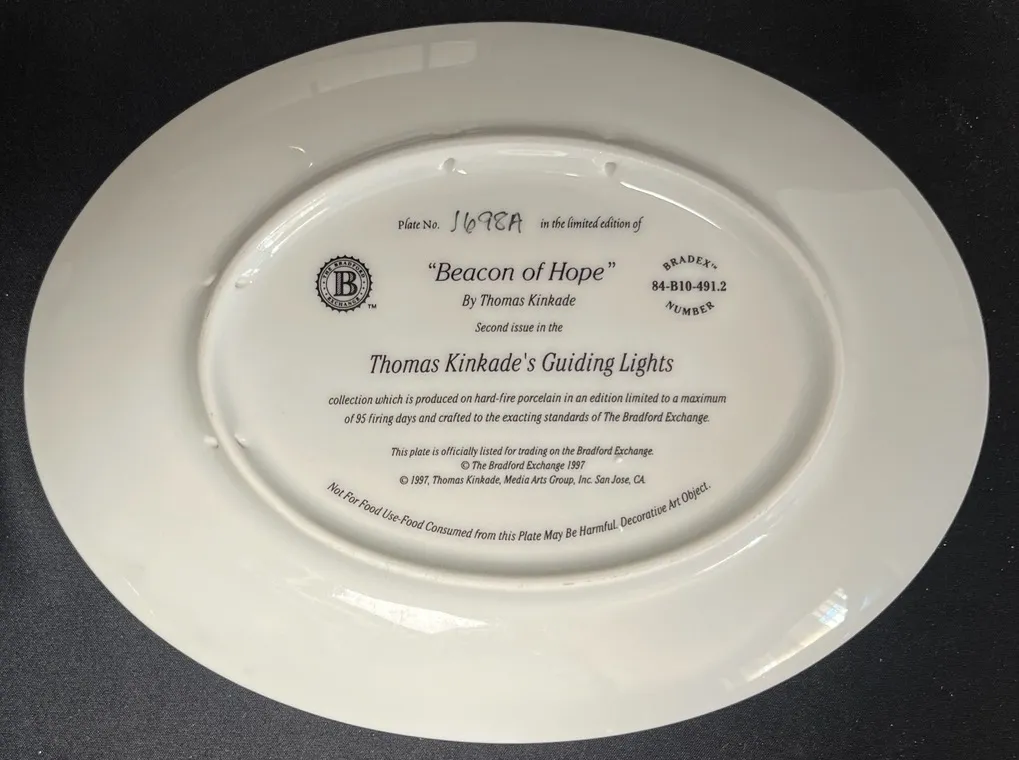 Plate No. 1698A in the limited edition of
THE BRADFORD EXCHANGE
B
TM
"Beacon of Hope"
By Thomas Kinkade
BRADEX™
84-B10-491.2
NUMBER
Second issue in the
Thomas Kinkade's Guiding Lights
collection which is produced on hard-fire porcelain in an edition limited to a maximum
of 95 firing days and crafted to the exacting standards of The Bradford Exchange.
This plate is officially listed for trading on the Bradford Exchange.
© The Bradford Exchange 1997
© 1997, Thomas Kinkade, Media Arts Group, Inc. San Jose, CA
Not For Food Use-Food Consumed from this Plate May Be Harmful. Decorative Art Object.